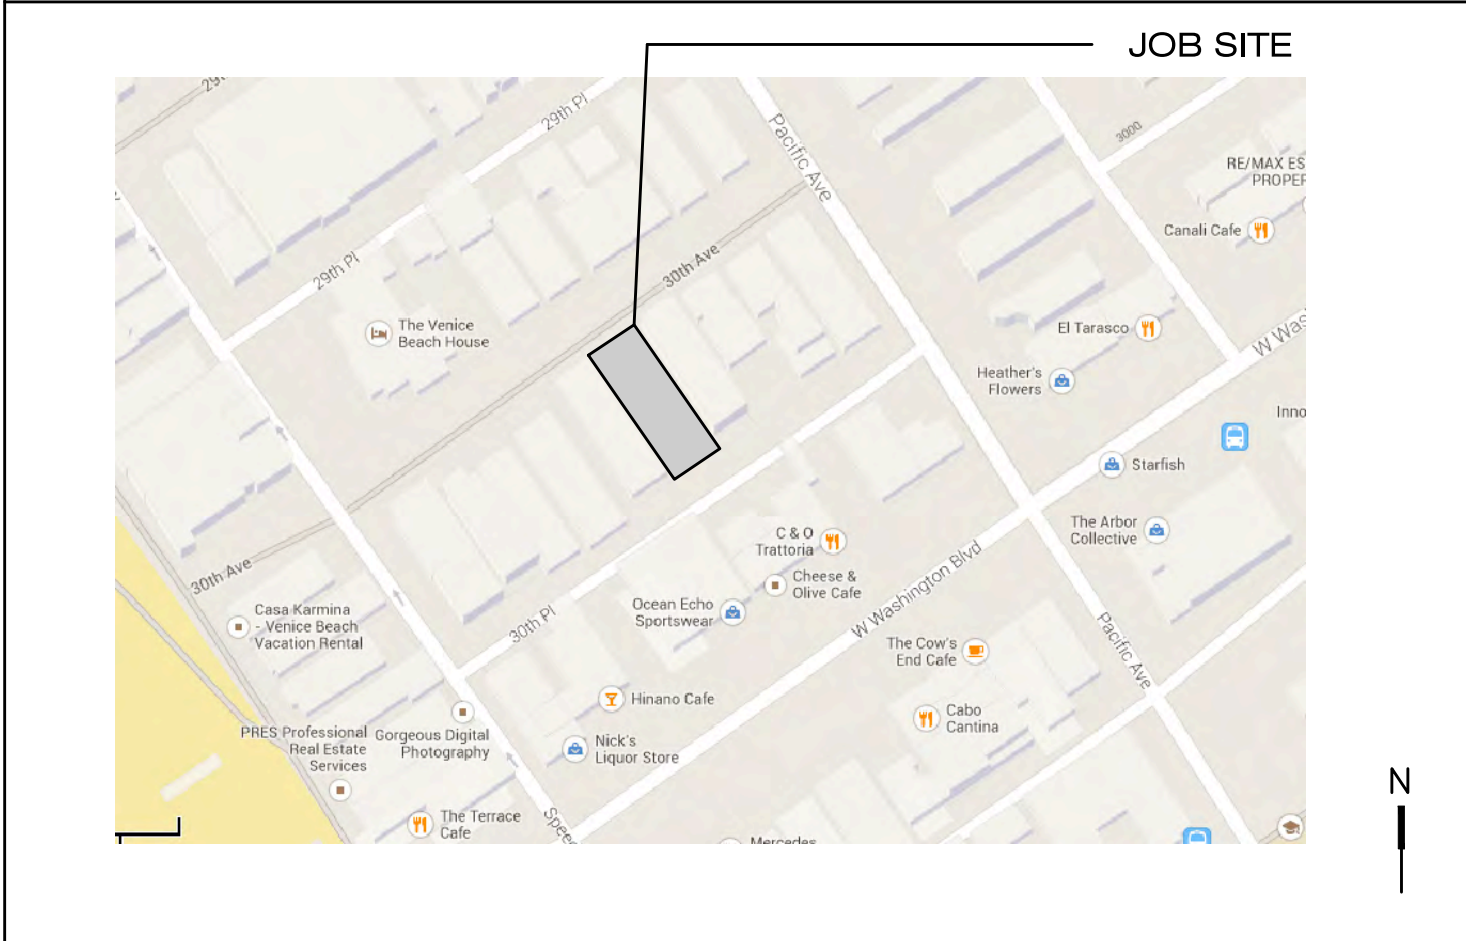 JOB SITE
29th Pl
Pacific Ave
3000
RE/MAX ES
PROPER
Canali Cafe
30th Ave
29th Pl
The Venice
Beach House
El Tarasco
W Was
Heather's
Flowers
Inno
Starfish
The Arbor
Collective
C & O
Trattoria
Cheese &
Olive Cafe
W Washington Blvd
30th Ave
Casa Karmina
- Venice Beach
Vacation Rental
Ocean Echo
Sportswear
30th Pl
The Cow's
End Cafe
Pacific Ave
Hinano Cafe
Cabo
Cantina
PRES Professional
Real Estate
Services
Gorgeous Digital
Photography
Nick's
Liquor Store
The Terrace
Cafe
Spee
Mercedes
N